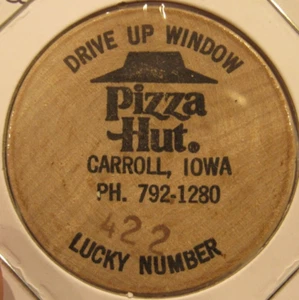 DRIVE UP WINDOW
Pizza
Hut.
CARROLL, IOWA
PH. 792-1280
422
LUCKY NUMBER